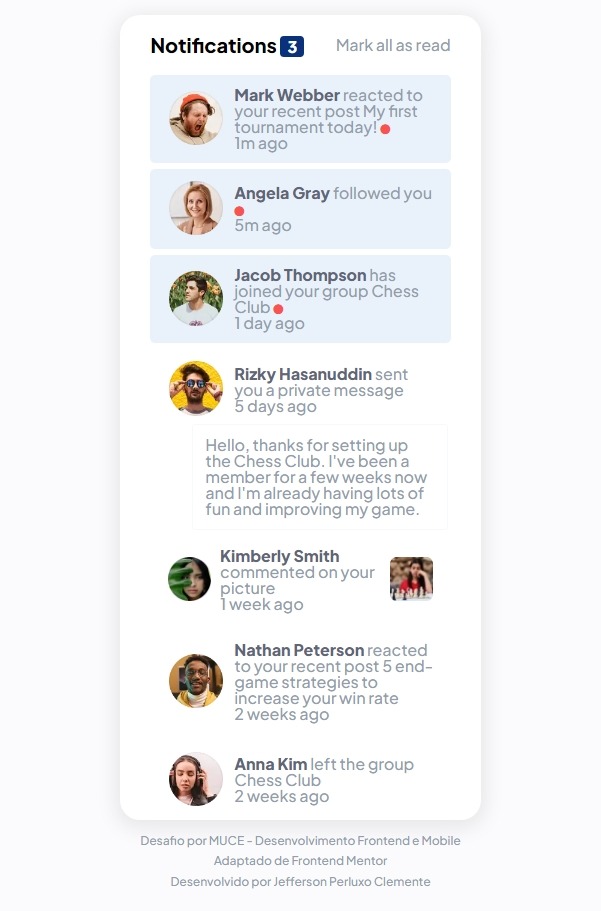 Notifications 3 Mark all as read
Mark Webber reacted to
your recent post My first
tournament today!
1m ago
Angela Gray followed you
5m ago
Jacob Thompson has
joined your group Chess
Club
1 day ago
Rizky Hasanuddin sent
you a private message
5 days ago
Hello, thanks for setting up
the Chess Club. I've been a
member for a few weeks now
and I'm already having lots of
fun and improving my game.
Kimberly Smith
commented on your
picture
1 week ago
Nathan Peterson reacted
to your recent post 5 end-
game strategies to
increase your win rate
2 weeks ago
Anna Kim left the group
Chess Club
2 weeks ago
Desafio por MUCE - Desenvolvimento Frontend e Mobile
Adaptado de Frontend Mentor
Desenvolvido por Jefferson Perluxo Clemente